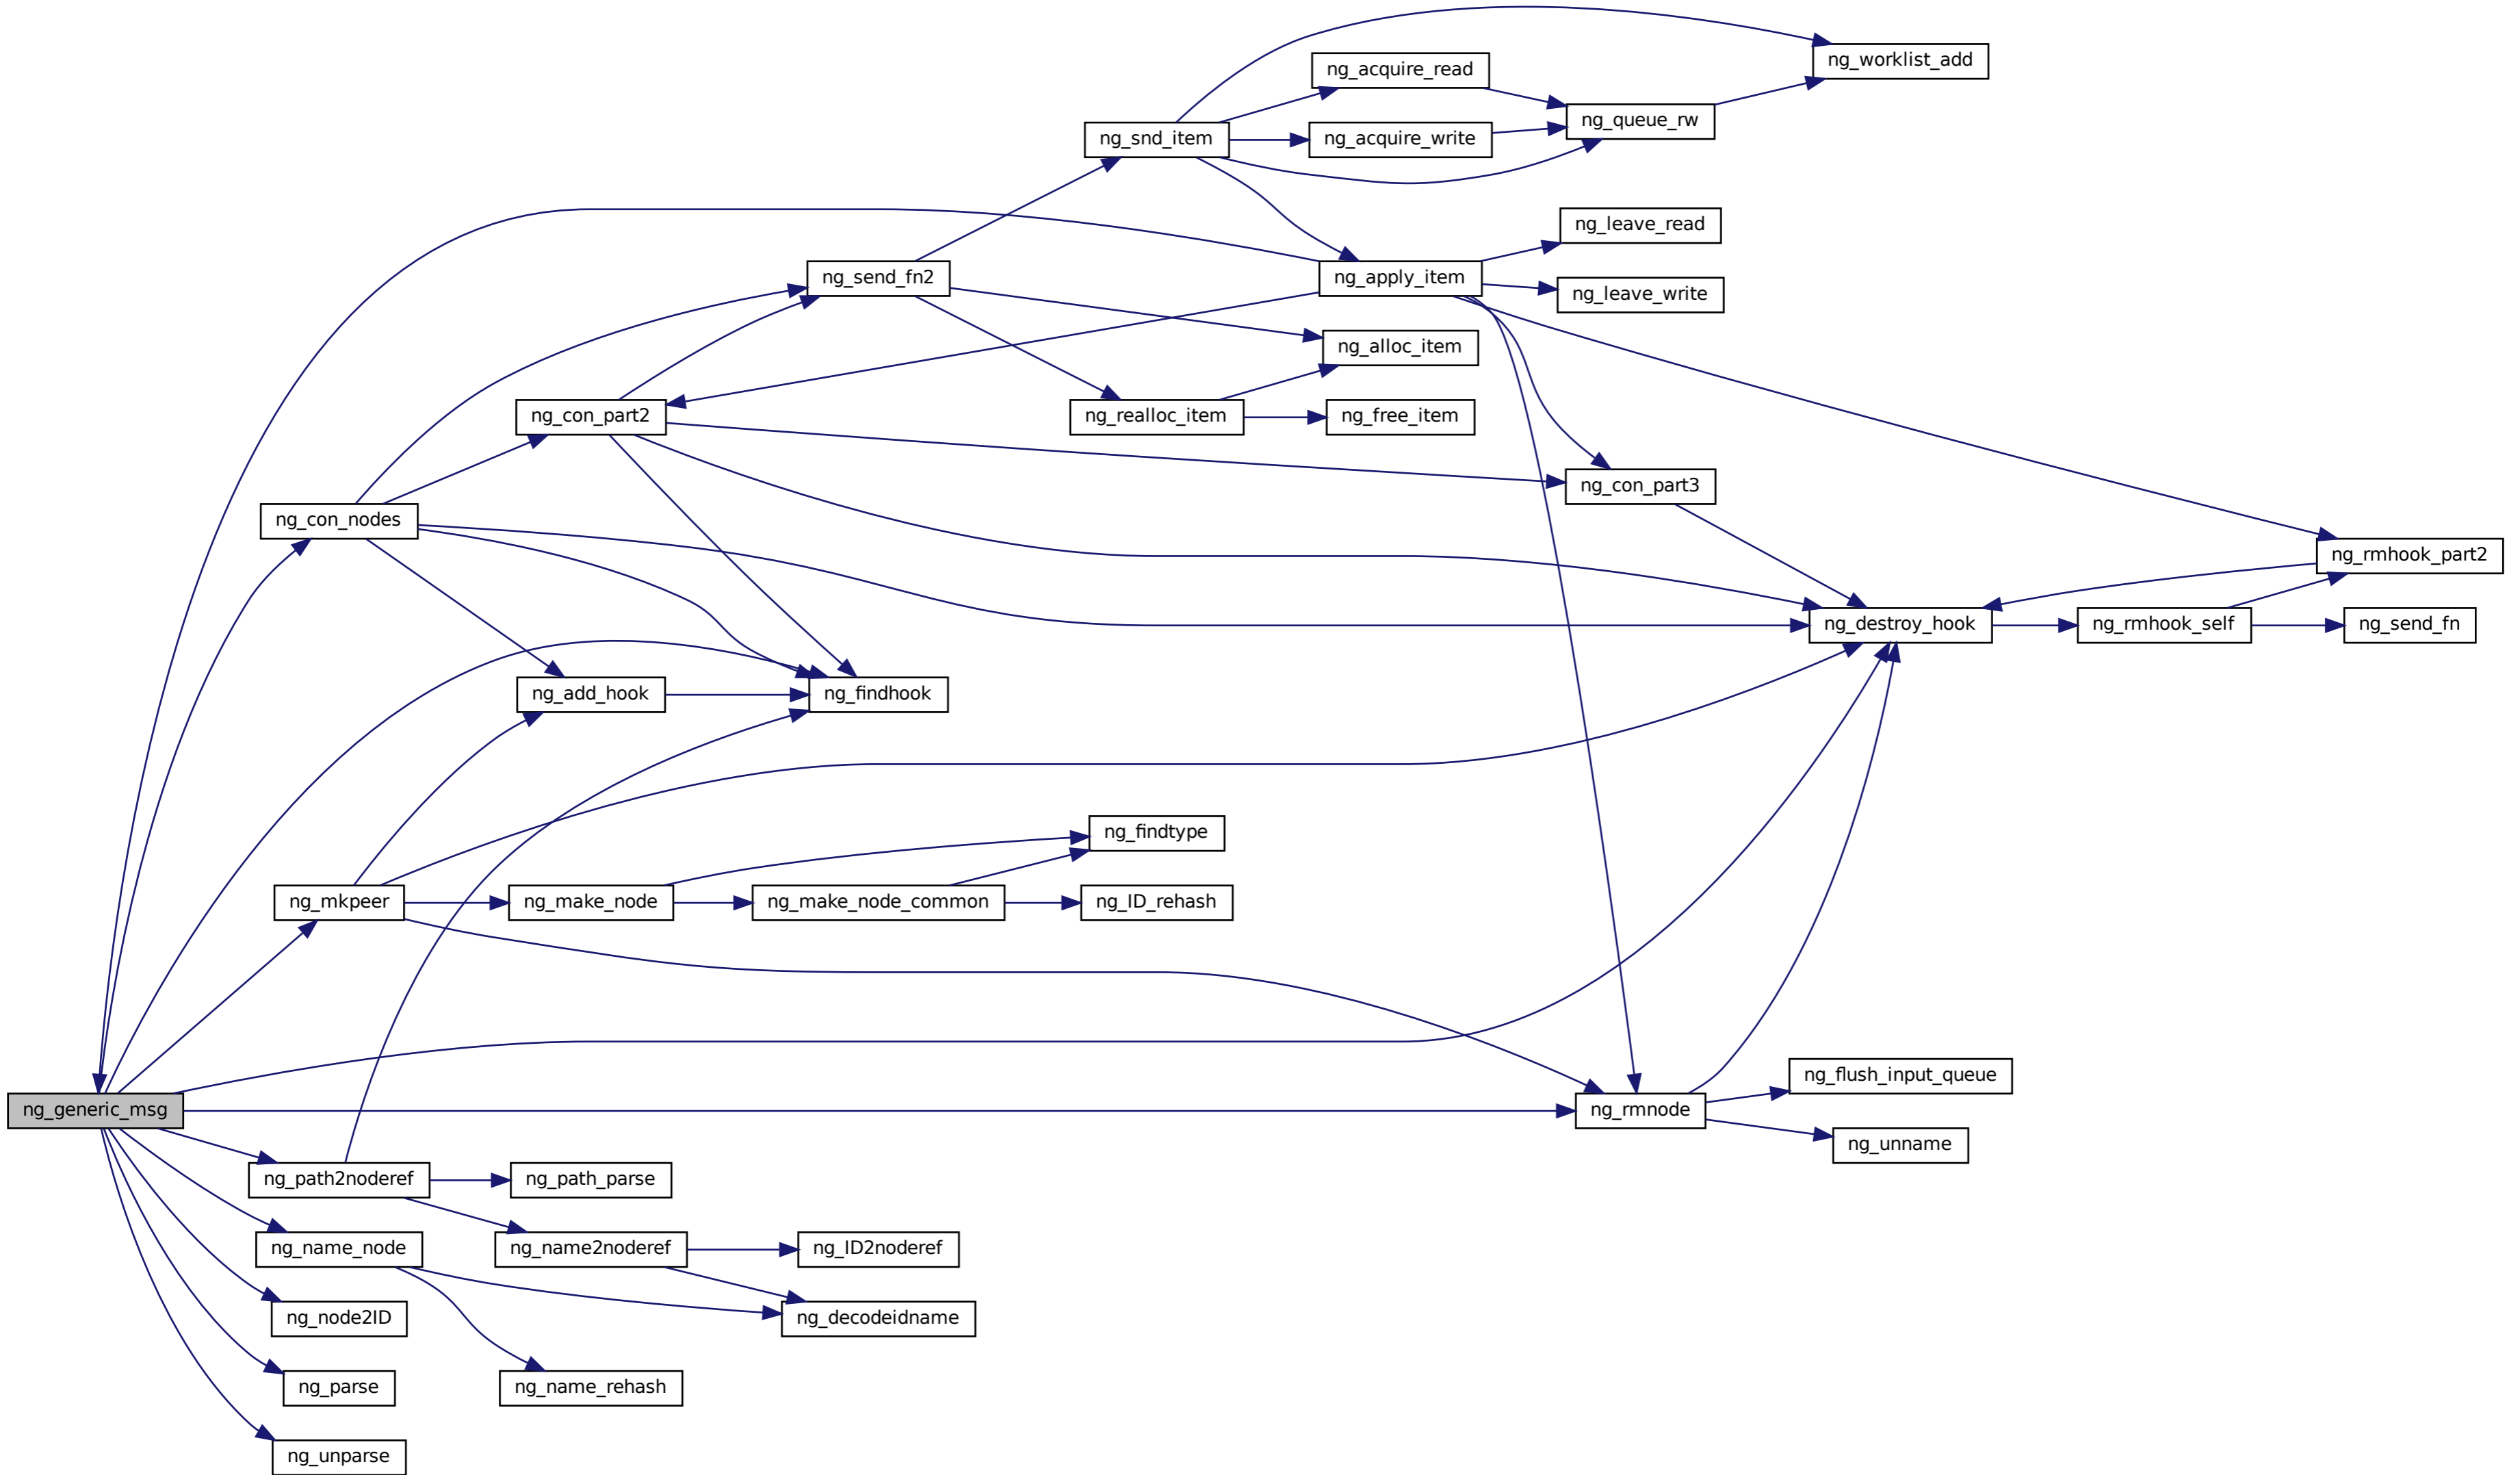 ng_worklist_add
ng_acquire_read
ng_queue_rw
ng_snd_item
ng_acquire_write
ng_leave_read
ng_send_fn2
ng_apply_item
ng_leave_write
ng_alloc_item
ng_con_part2
ng_realloc_item
ng_free_item
ng_con_part3
ng_con_nodes
ng_rmhook_part2
ng_destroy_hook
ng_rmhook_self
ng_send_fn
ng_add_hook
ng_findhook
ng_findtype
ng_mkpeer
ng_make_node
ng_make_node_common
ng_ID_rehash
ng_flush_input_queue
ng_generic_msg
ng_rmnode
ng_unname
ng_path2noderef
ng_path_parse
ng_name_node
ng_name2noderef
ng_ID2noderef
ng_node2ID
ng_decodeidname
ng_parse
ng_name_rehash
ng_unparse